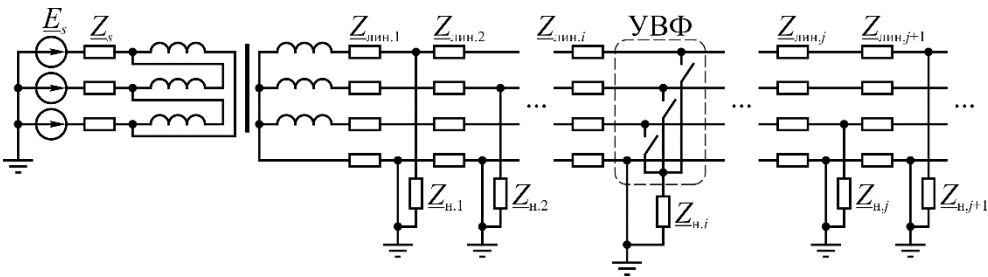 E_s Z_s Z_лин.1 Z_лин.2 Z_лин.i УВФ Z_лин,j Z_лин,j+1
... ... ...
Z_н.1 Z_н.2 Z_н.i Z_н,j Z_н,j+1